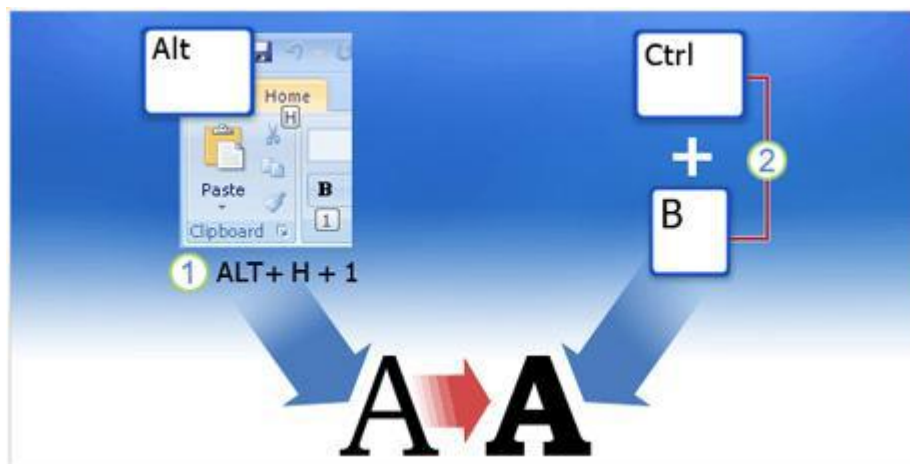 Alt
Home
H
Paste
B
1
Clipboard
1 ALT+ H + 1
Ctrl
+
2
B
A A